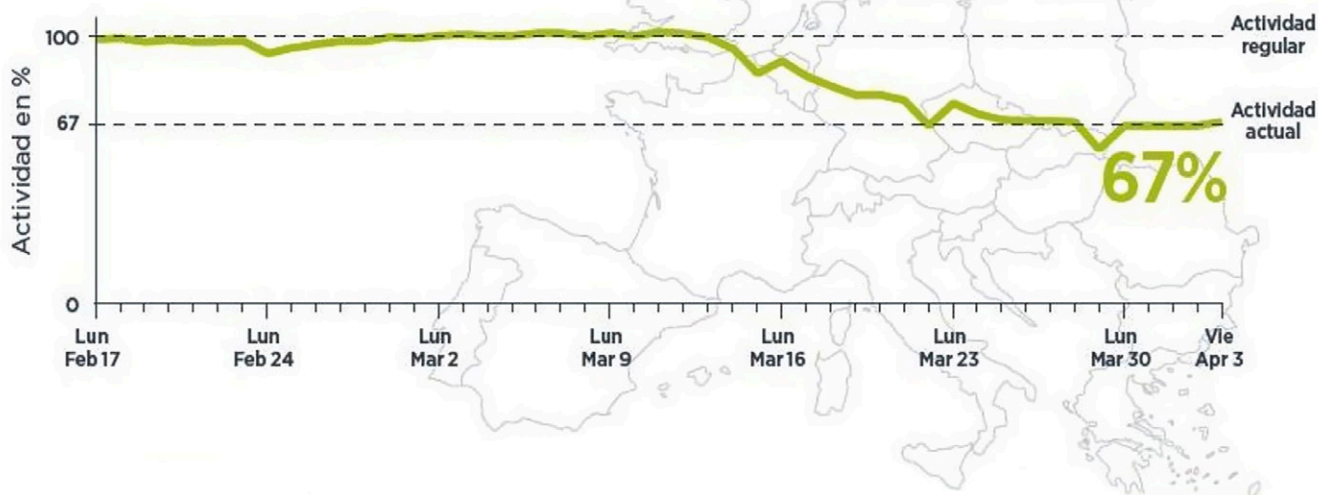 Actividad en %
100
67
0
Actividad
regular
Actividad
actual
67%
Lun
Feb 17
Lun
Feb 24
Lun
Mar 2
Lun
Mar 9
Lun
Mar 16
Lun
Mar 23
Lun
Mar 30
Vie
Apr 3